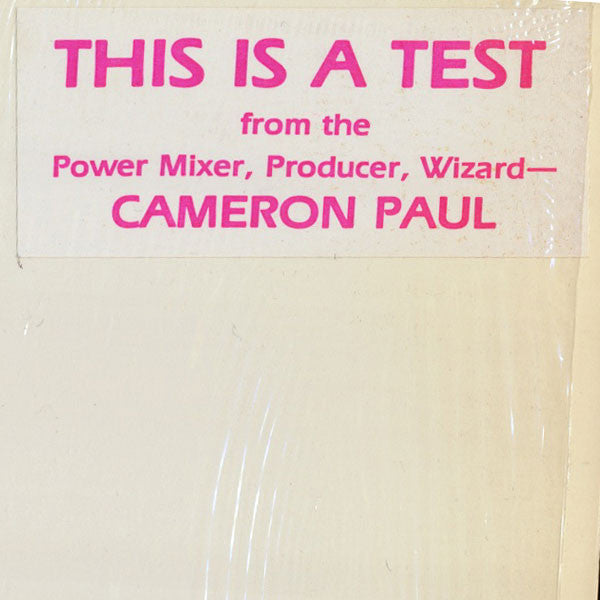 THIS IS A TEST
from the
Power Mixer, Producer, Wizard—
CAMERON PAUL